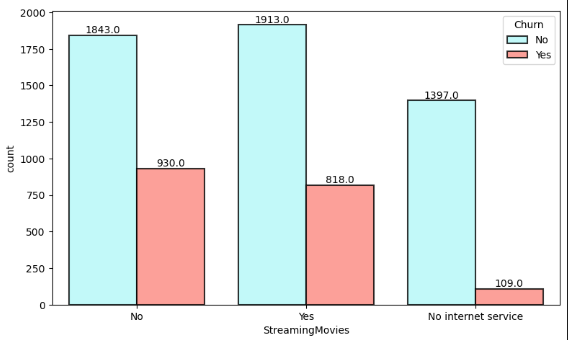 2000
1750
1500
1250
1000
750
500
250
0
count
1843.0
930.0
1913.0
818.0
1397.0
109.0
Churn
No
Yes
No
Yes
No internet service
StreamingMovies